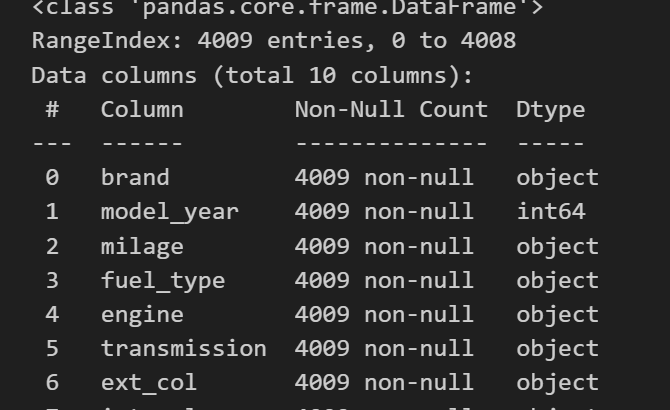 <class 'pandas.core.frame.DataFrame'>
RangeIndex: 4009 entries, 0 to 4008
Data columns (total 10 columns):
 #   Column        Non-Null Count  Dtype
---  ------        --------------  -----
 0   brand         4009 non-null   object
 1   model_year    4009 non-null   int64
 2   milage        4009 non-null   object
 3   fuel_type     4009 non-null   object
 4   engine        4009 non-null   object
 5   transmission  4009 non-null   object
 6   ext_col       4009 non-null   object